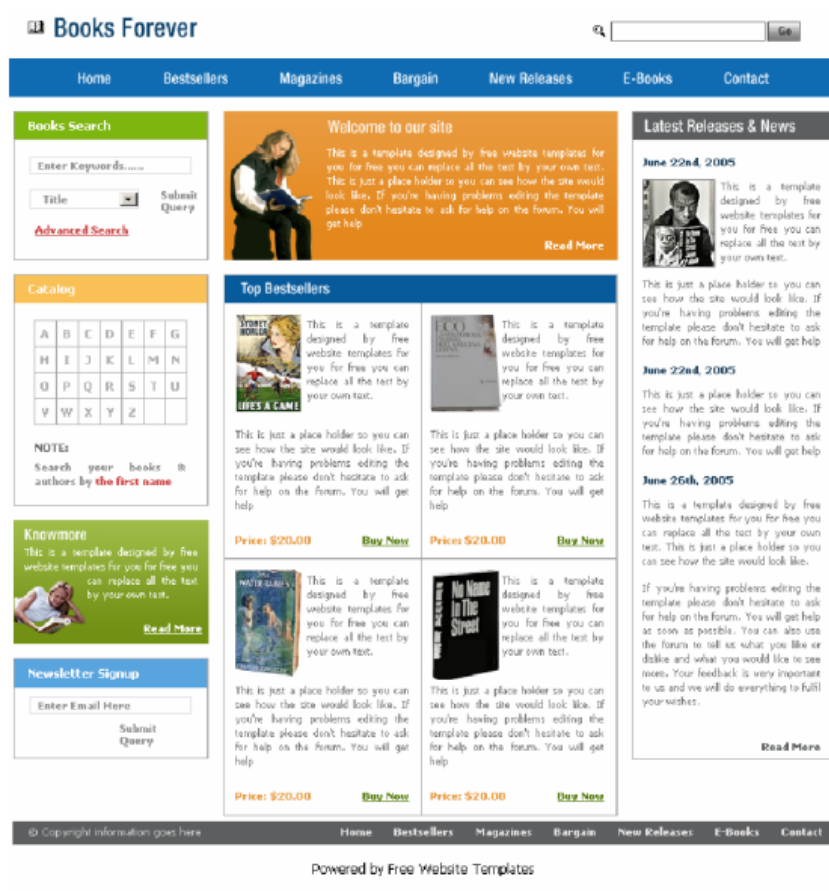 Books Forever
Go
Home Bestsellers Magazines Bargain New Releases E-Books Contact
Books Search
Enter Keywords......
Title
Submit
Query
Advanced Search
Catalog
A B C D E F G
H I J K L M N
O P Q R S T U
V W X Y Z
NOTE:
Search your books &
authors by the first name
Knowmore
This is a template designed by free
website templates for you for free you
can replace all the text
by your own text.
Read More
Newsletter Signup
Enter Email Here
Submit
Query
Welcome to our site
This is a template designed by free website templates for
you for free you can replace all the text by your own text.
This is just a place holder so you can see how the site would
look like. If you're having problems editing the template
please don't hesitate to ask for help on the forum. You will
get help
Read More
Top Bestsellers
SYDNEY
HORLER
LIFE'S A GAME
This is a template
designed by free
website templates for
you for free you can
replace all the text by
your own text.
This is just a place holder so you can
see how the site would look like. If
you're having problems editing the
template please don't hesitate to ask
for help on the forum. You will get
help
Price: $20.00 Buy Now
ECO
This is a template
designed by free
website templates for
you for free you can
replace all the text by
your own text.
This is just a place holder so you can
see how the site would look like. If
you're having problems editing the
template please don't hesitate to ask
for help on the forum. You will get
help
Price: $20.00 Buy Now
WATER-BABIES
This is a template
designed by free
website templates for
you for free you can
replace all the text by
your own text.
This is just a place holder so you can
see how the site would look like. If
you're having problems editing the
template please don't hesitate to ask
for help on the forum. You will get
help
Price: $20.00 Buy Now
No Name
In The
Street
This is a template
designed by free
website templates for
you for free you can
replace all the text by
your own text.
This is just a place holder so you can
see how the site would look like. If
you're having problems editing the
template please don't hesitate to ask
for help on the forum. You will get
help
Price: $20.00 Buy Now
Latest Releases & News
June 22nd, 2005
This is a template
designed by free
website templates for
you for free you can
replace all the text by
your own text.
This is just a place holder so you can
see how the site would look like. If
you're having problems editing the
template please don't hesitate to ask
for help on the forum. You will get help
June 22nd, 2005
This is just a place holder so you can
see how the site would look like. If
you're having problems editing the
template please don't hesitate to ask
for help on the forum. You will get help
June 26th, 2005
This is a template designed by free
website templates for you for free you
can replace all the text by your own
text. This is just a place holder so you
can see how the site would look like.
If you're having problems editing the
template please don't hesitate to ask
for help on the forum. You will get help
as soon as possible. You can also use
the forum to tell us what you like or
dislike and what you would like to see
more. Your feedback is very important
to us and we will do everything to fulfil
your wishes.
Read More
© Copyright information goes here
Home Bestsellers Magazines Bargain New Releases E-Books Contact
Powered by Free Website Templates